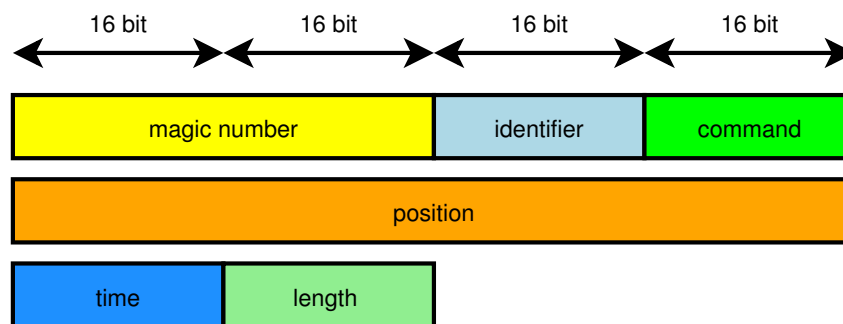 16 bit 16 bit 16 bit 16 bit
magic number identifier command
position
time length